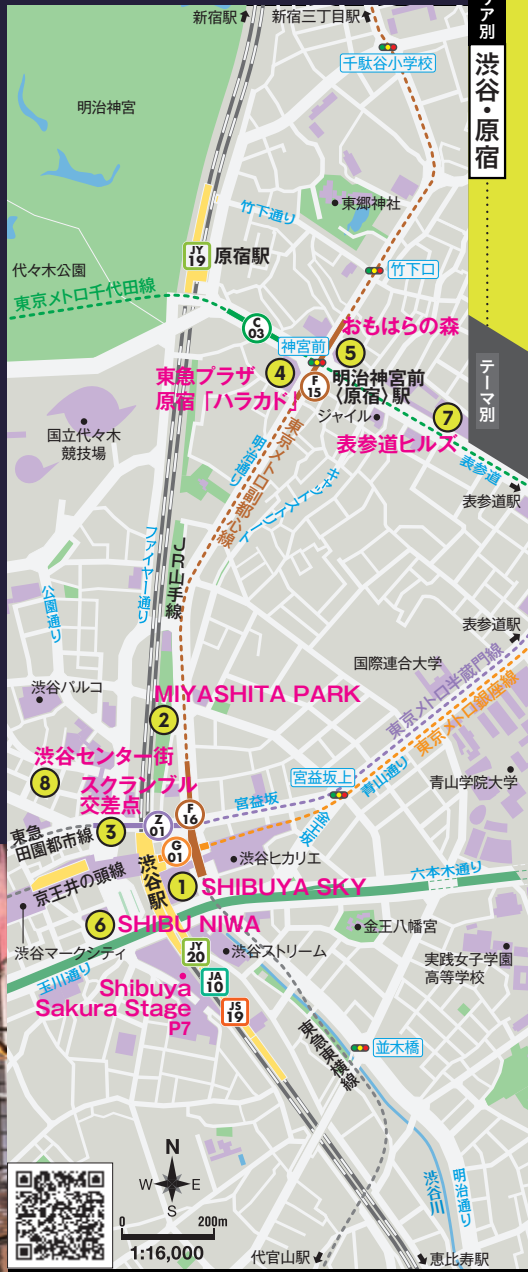 新宿駅
新宿三丁目駅
千駄谷小学校
ア別
渋谷・原宿
明治神宮
東郷神社
竹下通り
JY
19
原宿駅
竹下口
代々木公園
東京メトロ千代田線
C
03
神宮前
おもはらの森
5
4
東急プラザ
原宿「ハラカド」
F
15
明治神宮前
〈原宿〉駅
ジャイル
7
表参道ヒルズ
テーマ別
国立代々木
競技場
明治通り
東京メトロ副都心線
キャットストリート
表参道
表参道駅
ファイヤー通り
JR山手線
公園通り
表参道駅
国際連合大学
東京メトロ半蔵門線
東京メトロ銀座線
渋谷パルコ
MIYASHITA PARK
2
渋谷センター街
8
スクランブル
交差点
宮益坂上
青山通り
青山学院大学
宮益坂
金王坂
東急
田園都市線
3
Z
01
F
16
G
01
京王井の頭線
渋谷駅
渋谷ヒカリエ
六本木通り
1
SHIBUYA SKY
6
SHIBU NIWA
金王八幡宮
渋谷マークシティ
JY
20
渋谷ストリーム
実践女子学園
高等学校
玉川通り
Shibuya
Sakura Stage
P7
JA
10
JS
19
東急東横線
並木橋
渋谷川
明治通り
N
W
E
S
0
200m
1:16,000
代官山駅
恵比寿駅